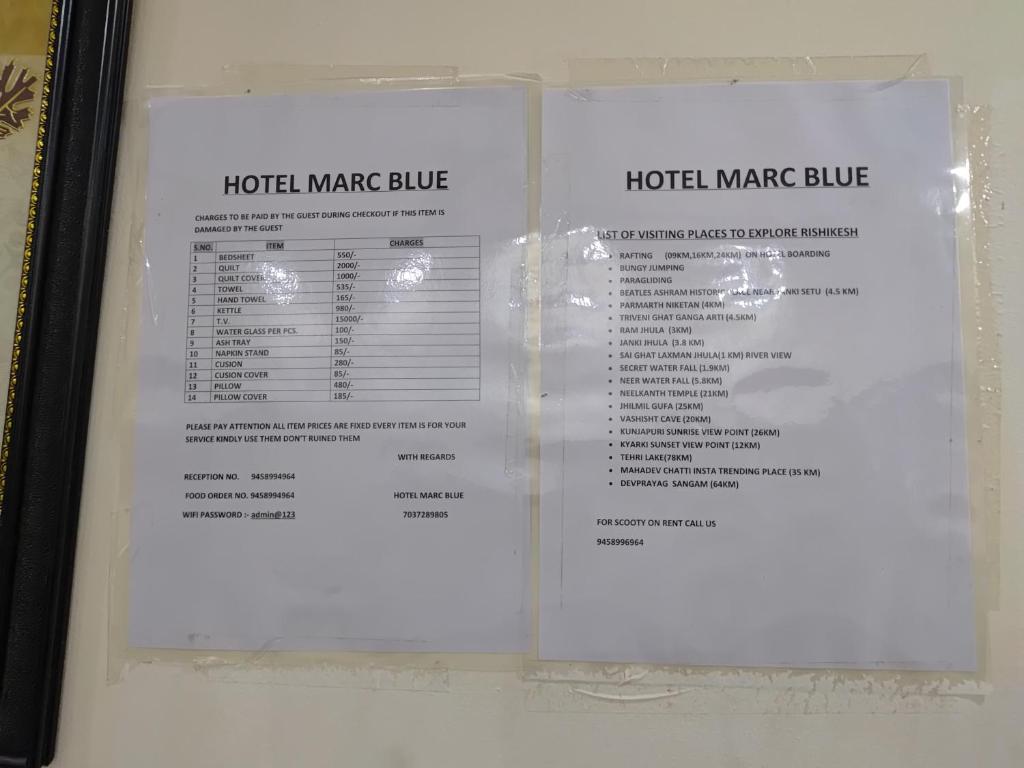 HOTEL MARC BLUE
CHARGES TO BE PAID BY THE GUEST DURING CHECKOUT IF THIS ITEM IS
DAMAGED BY THE GUEST
S.NO. ITEM CHARGES
1 BEDSHEET 550/-
2 QUILT 2000/-
3 QUILT COVER 1000/-
4 TOWEL 535/-
5 HAND TOWEL 165/-
6 KETTLE 980/-
7 T.V. 15000/-
8 WATER GLASS PER PCS. 100/-
9 ASH TRAY 150/-
10 NAPKIN STAND 85/-
11 CUSION 280/-
12 CUSION COVER 85/-
13 PILLOW 480/-
14 PILLOW COVER 185/-
PLEASE PAY ATTENTION ALL ITEM PRICES ARE FIXED EVERY ITEM IS FOR YOUR
SERVICE KINDLY USE THEM DON'T RUINED THEM
WITH REGARDS
RECEPTION NO. 9458994964
FOOD ORDER NO. 9458994964 HOTEL MARC BLUE
WIFI PASSWORD :- admin@123 7037289805
HOTEL MARC BLUE
LIST OF VISITING PLACES TO EXPLORE RISHIKESH
• RAFTING (09KM,16KM,24KM) ON HOTEL BOARDING
• BUNGY JUMPING
• PARAGLIDING
• BEATLES ASHRAM HISTORIC NEAR JANKI SETU (4.5 KM)
• PARMARTH NIKETAN (4KM)
• TRIVENI GHAT GANGA ARTI (4.5KM)
• RAM JHULA (3KM)
• JANKI JHULA (3.8 KM)
• SAI GHAT LAXMAN JHULA(1 KM) RIVER VIEW
• SECRET WATER FALL (1.9KM)
• NEER WATER FALL (5.8KM)
• NEELKANTH TEMPLE (21KM)
• JHILMIL GUFA (25KM)
• VASHISHT CAVE (20KM)
• KUNJAPURI SUNRISE VIEW POINT (26KM)
• KYARKI SUNSET VIEW POINT (12KM)
• TEHRI LAKE(78KM)
• MAHADEV CHATTI INSTA TRENDING PLACE (35 KM)
• DEVPRAYAG SANGAM (64KM)
FOR SCOOTY ON RENT CALL US
9458996964